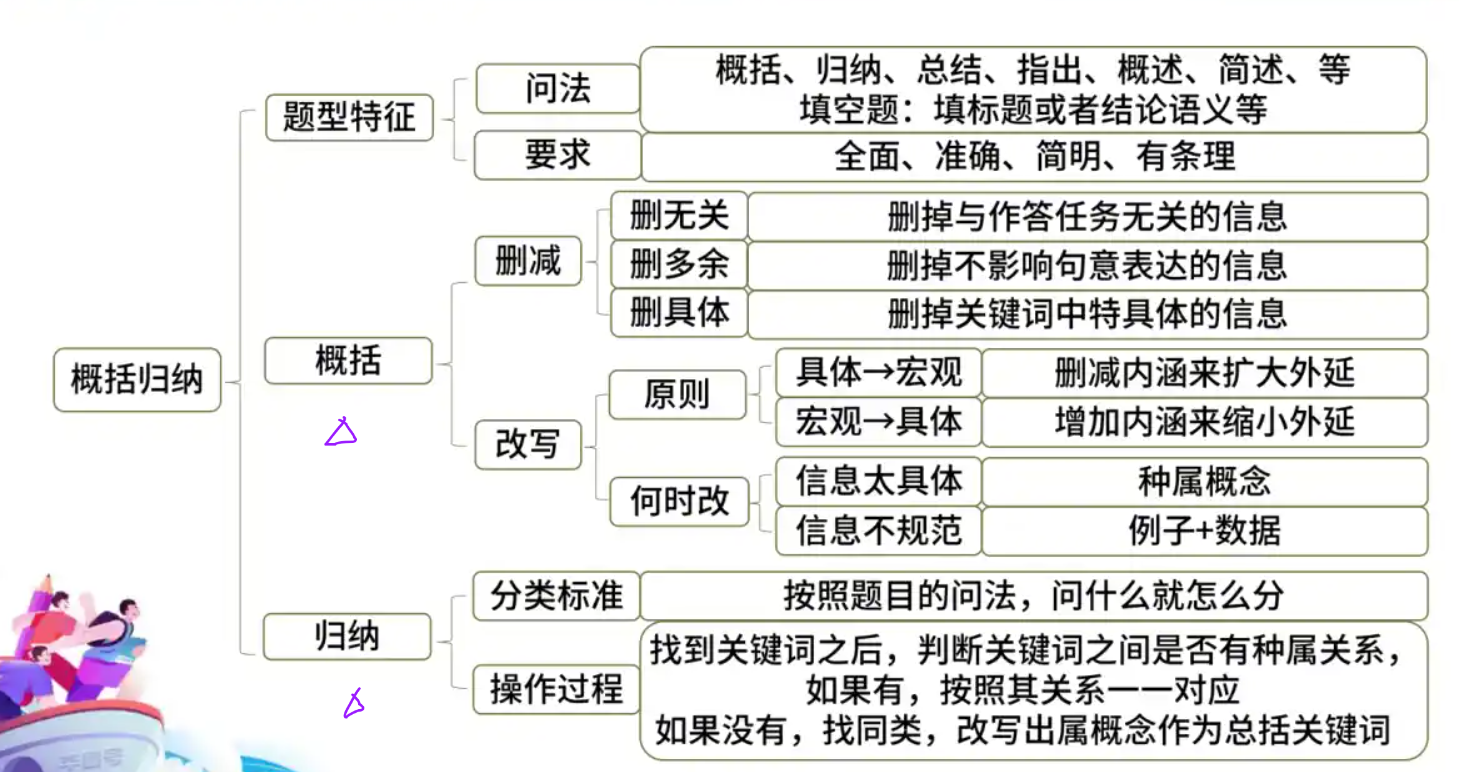 概括归纳
题型特征
问法
概括、归纳、总结、指出、概述、简述、等
填空题：填标题或者结论语义等
要求
全面、准确、简明、有条理
概括
删减
删无关
删掉与作答任务无关的信息
删多余
删掉不影响句意表达的信息
删具体
删掉关键词中特具体的信息
改写
原则
具体→宏观
删减内涵来扩大外延
宏观→具体
增加内涵来缩小外延
何时改
信息太具体
种属概念
信息不规范
例子+数据
归纳
分类标准
按照题目的问法，问什么就怎么分
操作过程
找到关键词之后，判断关键词之间是否有种属关系，
如果有，按照其关系一一对应
如果没有，找同类，改写出属概念作为总括关键词